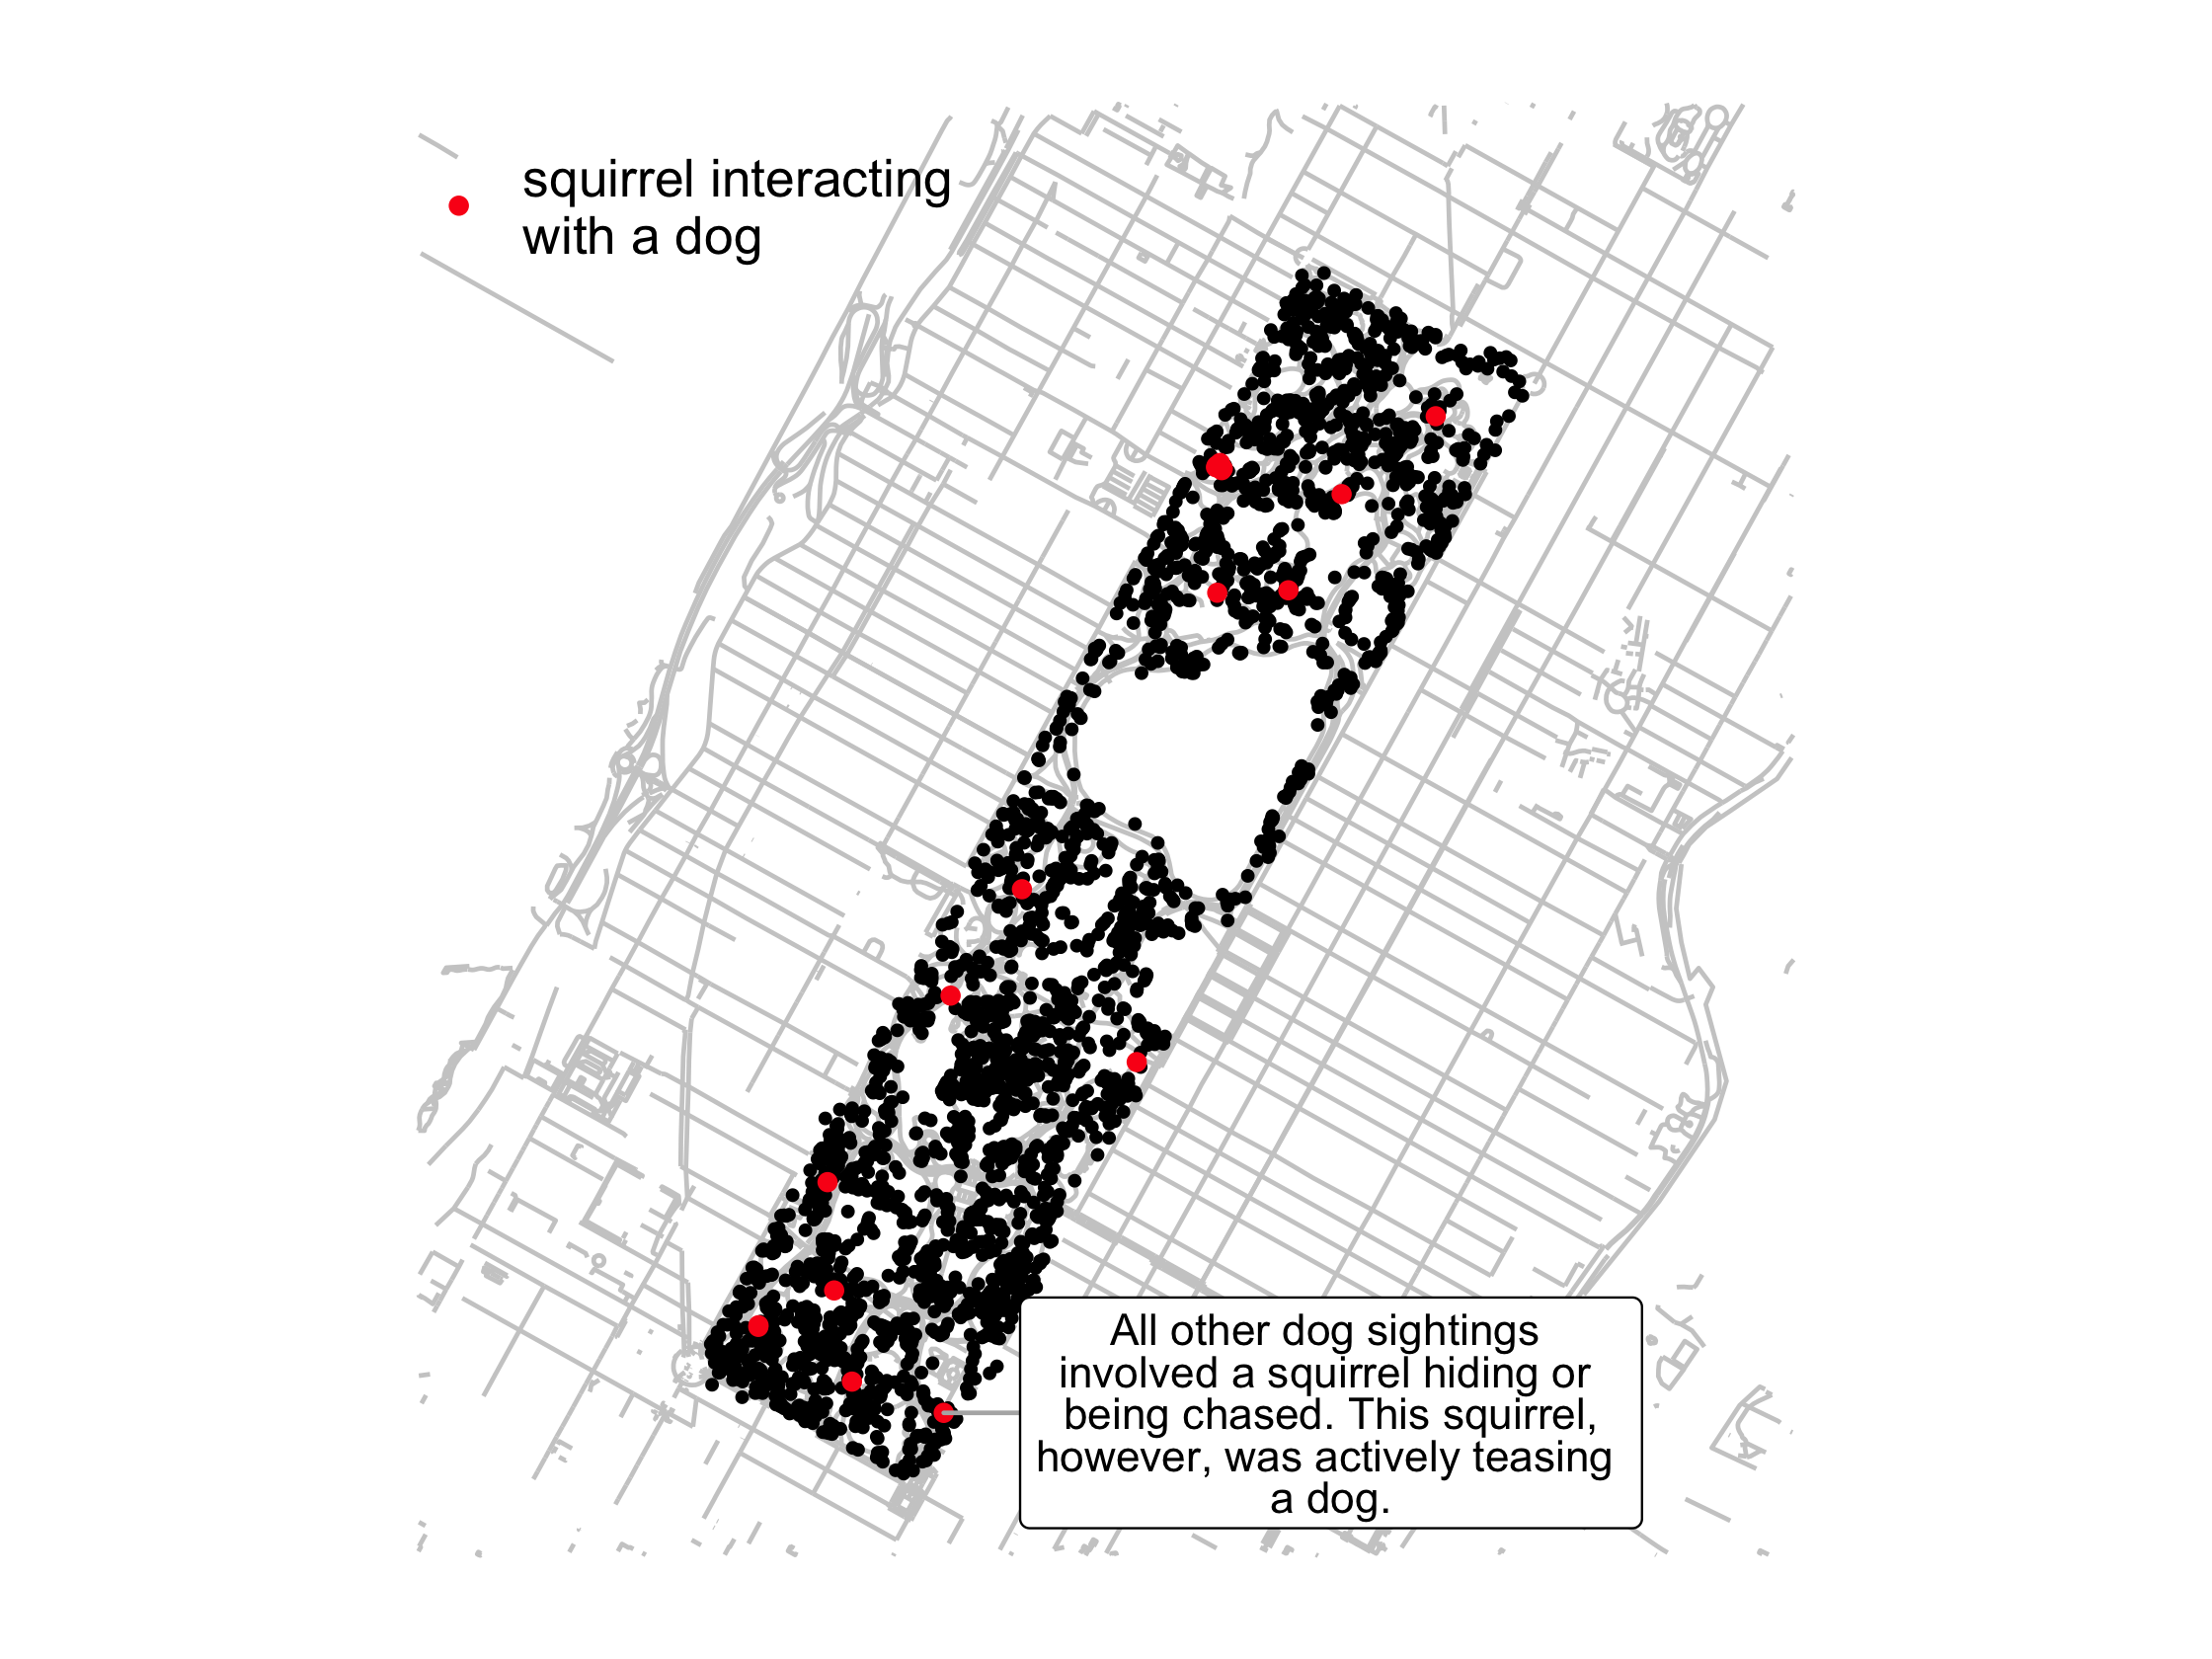 squirrel interacting
with a dog
All other dog sightings
involved a squirrel hiding or
being chased. This squirrel,
however, was actively teasing
a dog.